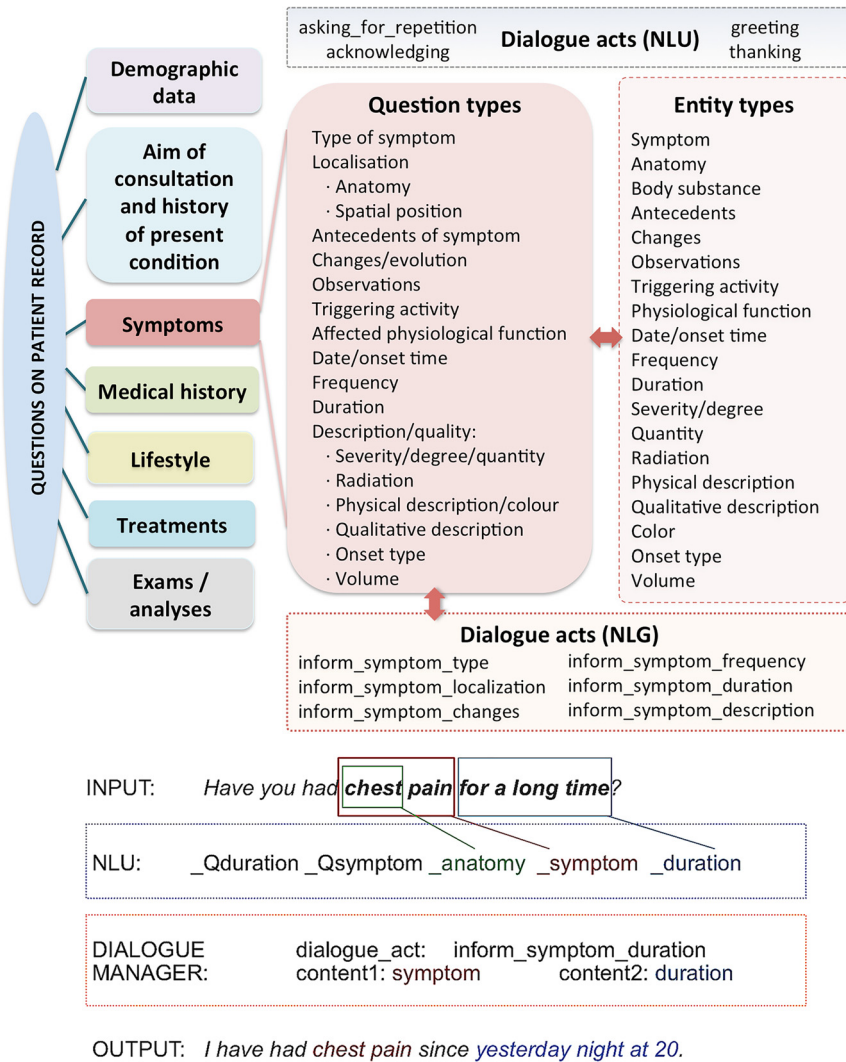 asking_for_repetition
acknowledging
Dialogue acts (NLU)
greeting
thanking
QUESTIONS ON PATIENT RECORD
Demographic
data
Aim of
consultation
and history
of present
condition
Symptoms
Medical history
Lifestyle
Treatments
Exams /
analyses
Question types
Type of symptom
Localisation
· Anatomy
· Spatial position
Antecedents of symptom
Changes/evolution
Observations
Triggering activity
Affected physiological function
Date/onset time
Frequency
Duration
Description/quality:
· Severity/degree/quantity
· Radiation
· Physical description/colour
· Qualitative description
· Onset type
· Volume
Entity types
Symptom
Anatomy
Body substance
Antecedents
Changes
Observations
Triggering activity
Physiological function
Date/onset time
Frequency
Duration
Severity/degree
Quantity
Radiation
Physical description
Qualitative description
Color
Onset type
Volume
Dialogue acts (NLG)
inform_symptom_type
inform_symptom_localization
inform_symptom_changes
inform_symptom_frequency
inform_symptom_duration
inform_symptom_description
INPUT: Have you had chest pain for a long time?
NLU: _Qduration _Qsymptom _anatomy _symptom _duration
DIALOGUE dialogue_act: inform_symptom_duration
MANAGER: content1: symptom content2: duration
OUTPUT: I have had chest pain since yesterday night at 20.